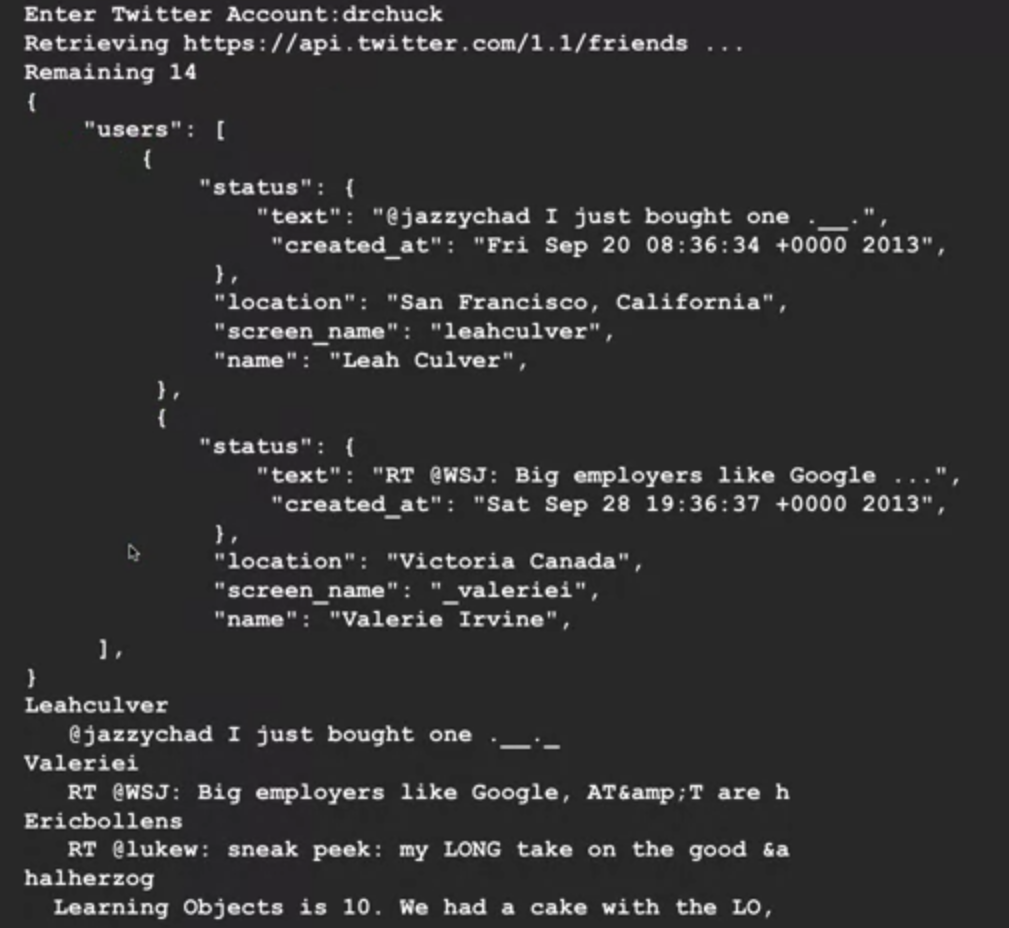 Enter Twitter Account:drchuck
Retrieving https://api.twitter.com/1.1/friends ...
Remaining 14
{
    "users": [
        {
            "status": {
                "text": "@jazzychad I just bought one .__.",
                 "created_at": "Fri Sep 20 08:36:34 +0000 2013",
             },
             "location": "San Francisco, California",
             "screen_name": "leahculver",
             "name": "Leah Culver",
         },
         {
            "status": {
                "text": "RT @WSJ: Big employers like Google ...",
                 "created_at": "Sat Sep 28 19:36:37 +0000 2013",
             },
             "location": "Victoria Canada",
             "screen_name": "_valeriei",
             "name": "Valerie Irvine",
     ],
}
Leahculver
   @jazzychad I just bought one .__._
Valeriei
   RT @WSJ: Big employers like Google, AT&amp;T are h
Ericbollens
   RT @lukew: sneak peek: my LONG take on the good &a
halherzog
  Learning Objects is 10. We had a cake with the LO,